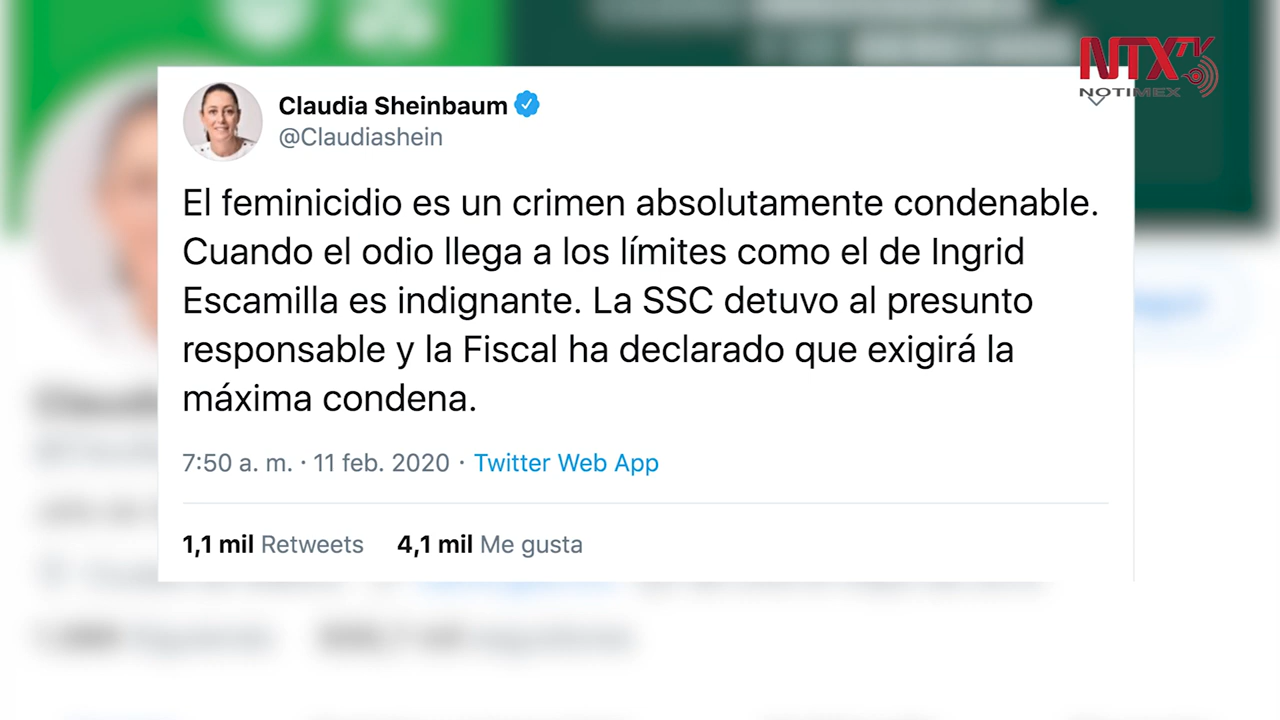 NTX TV
NOTIMEX
Claudia Sheinbaum
@Claudiashein
El feminicidio es un crimen absolutamente condenable.
Cuando el odio llega a los límites como el de Ingrid
Escamilla es indignante. La SSC detuvo al presunto
responsable y la Fiscal ha declarado que exigirá la
máxima condena.
7:50 a. m. · 11 feb. 2020 · Twitter Web App
1,1 mil Retweets 4,1 mil Me gusta